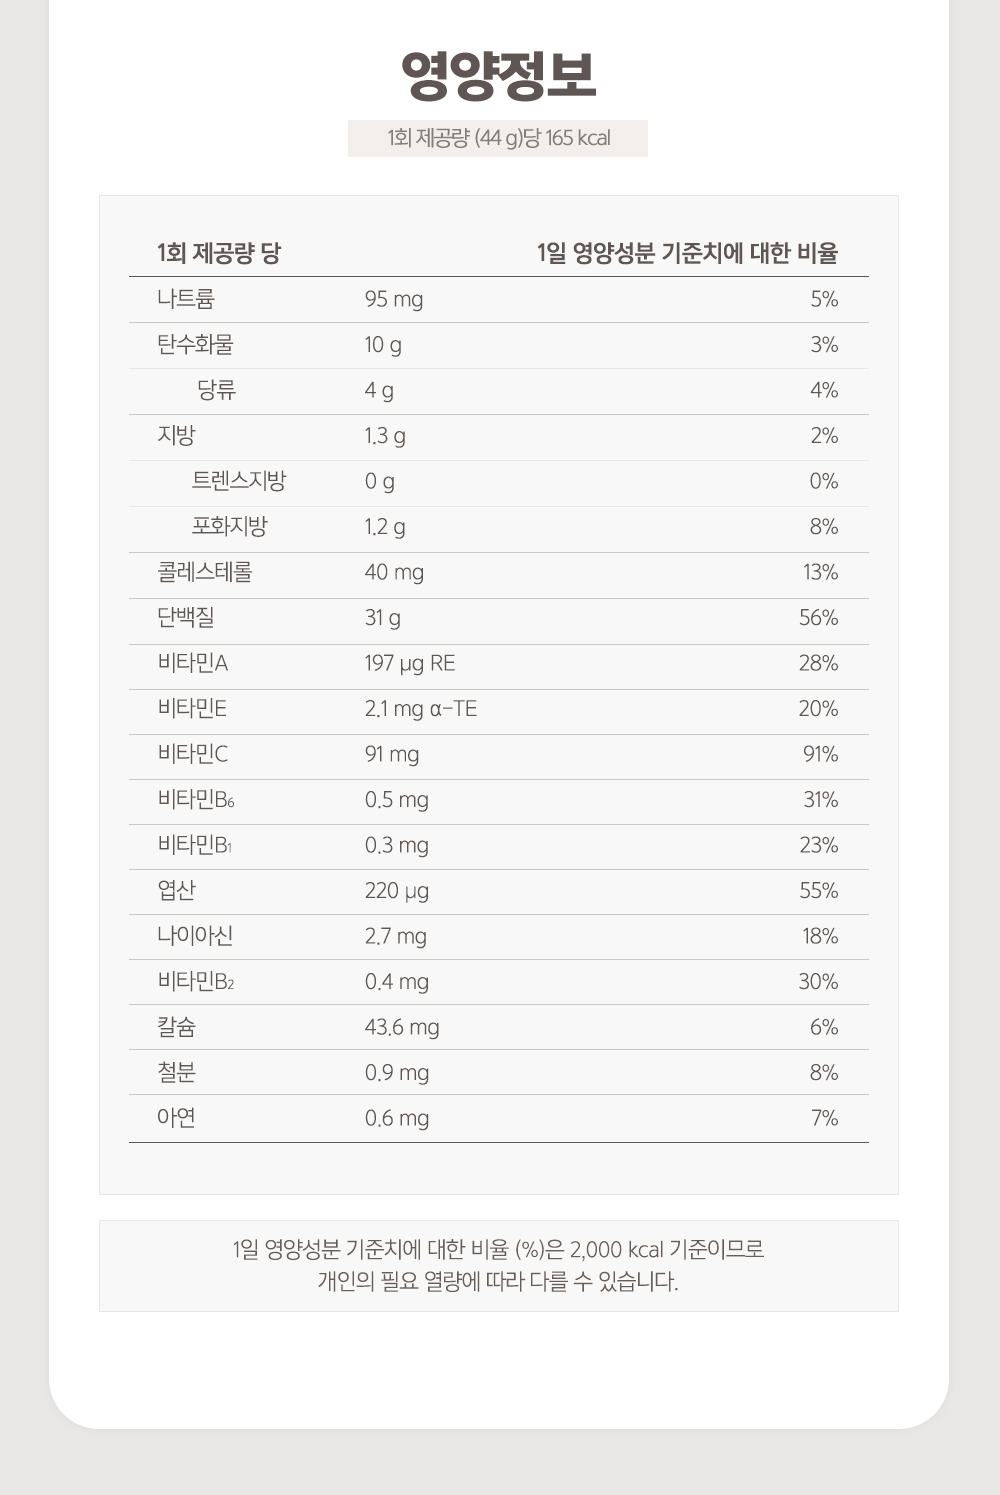 영양정보
1회 제공량 (44 g)당 165 kcal
1회 제공량 당 1일 영양성분 기준치에 대한 비율
나트륨 95 mg 5%
탄수화물 10 g 3%
당류 4 g 4%
지방 1.3 g 2%
트렌스지방 0 g 0%
포화지방 1.2 g 8%
콜레스테롤 40 mg 13%
단백질 31 g 56%
비타민A 197 µg RE 28%
비타민E 2.1 mg α-TE 20%
비타민C 91 mg 91%
비타민B₆ 0.5 mg 31%
비타민B₁ 0.3 mg 23%
엽산 220 µg 55%
나이아신 2.7 mg 18%
비타민B₂ 0.4 mg 30%
칼슘 43.6 mg 6%
철분 0.9 mg 8%
아연 0.6 mg 7%
1일 영양성분 기준치에 대한 비율 (%)은 2,000 kcal 기준이므로
개인의 필요 열량에 따라 다를 수 있습니다.